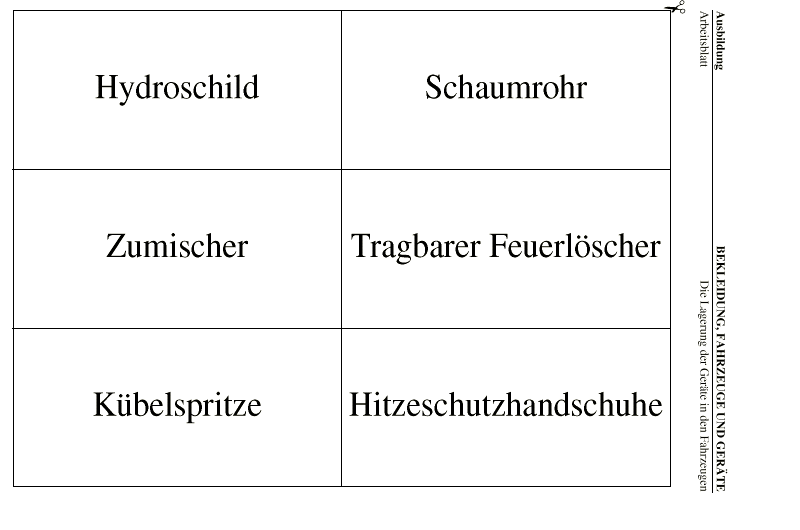 Hydroschild
Schaumrohr
Zumischer
Tragbarer Feuerlöscher
Kübelspritze
Hitzeschutzhandschuhe
Ausbildung
Arbeitsblatt
BEKLEIDUNG, FAHRZEUGE UND GERÄTE
Die Lagerung der Geräte in den Fahrzeugen